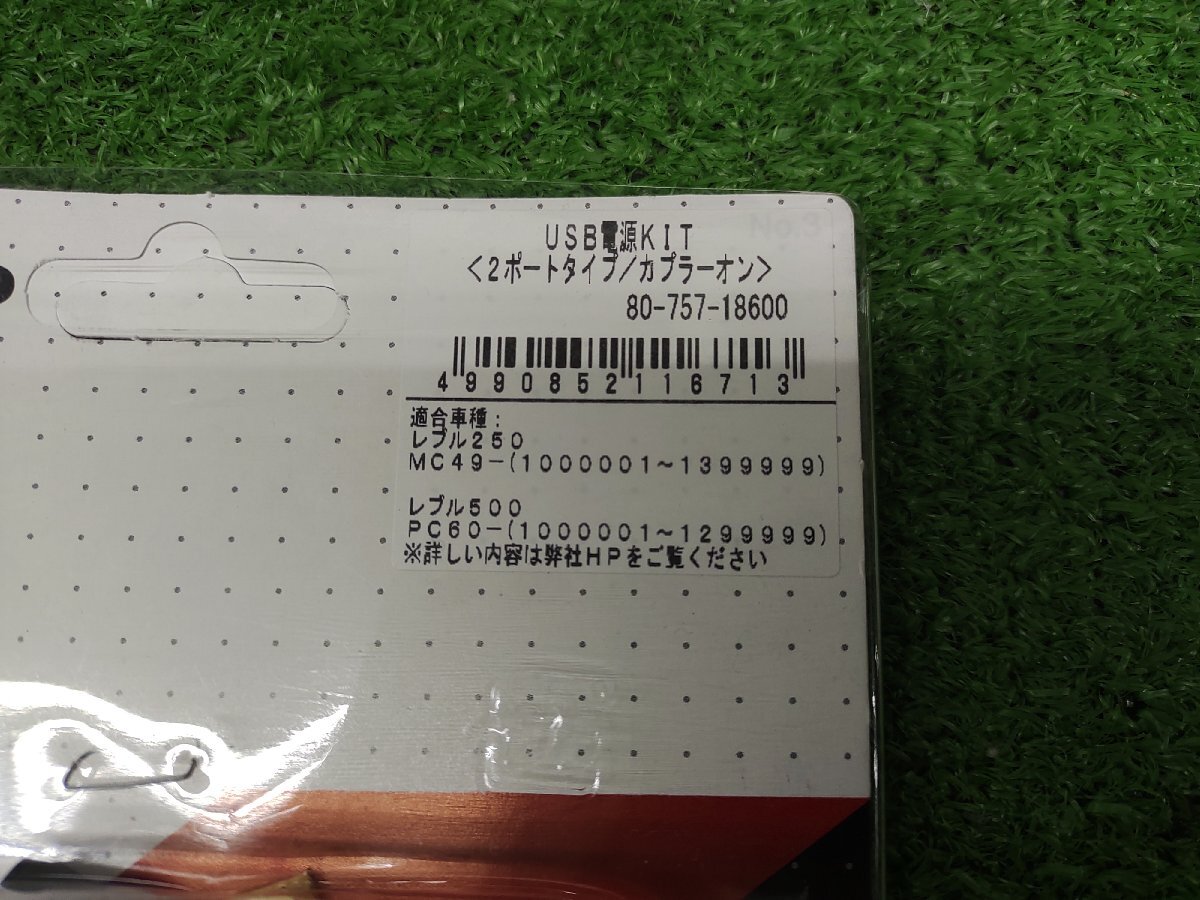 No.3
USB電源KIT
<2ポートタイプ/カプラーオン>
80-757-18600
4990852116713
適合車種：
レブル250
MC49-(1000001~1399999)
レブル500
PC60-(1000001~1299999)
※詳しい内容は弊社HPをご覧ください